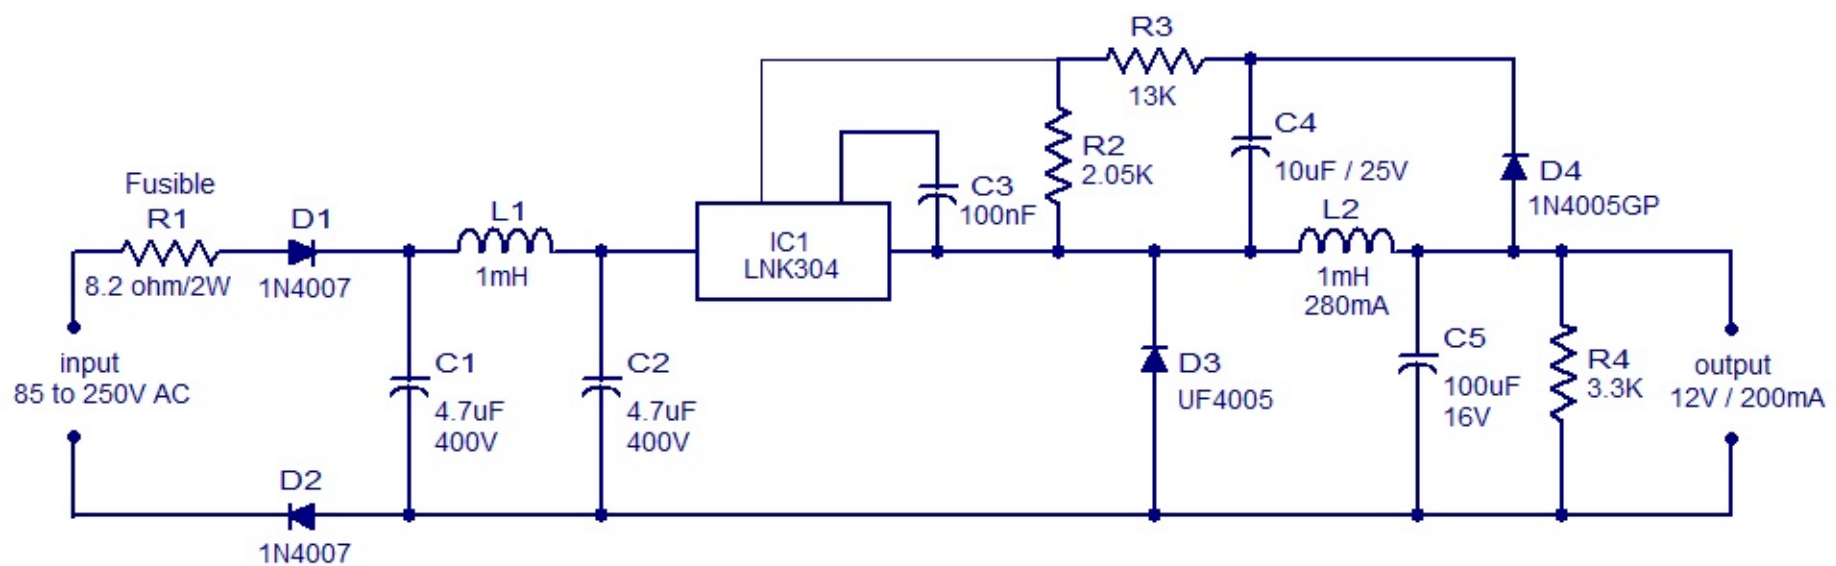 R3
13K
C4
10uF / 25V
R2
2.05K
D4
1N4005GP
Fusible
R1
8.2 ohm/2W
D1
1N4007
L1
1mH
C3
100nF
IC1
LNK304
L2
1mH
280mA
input
85 to 250V AC
C1
4.7uF
400V
C2
4.7uF
400V
D3
UF4005
C5
100uF
16V
R4
3.3K
output
12V / 200mA
D2
1N4007